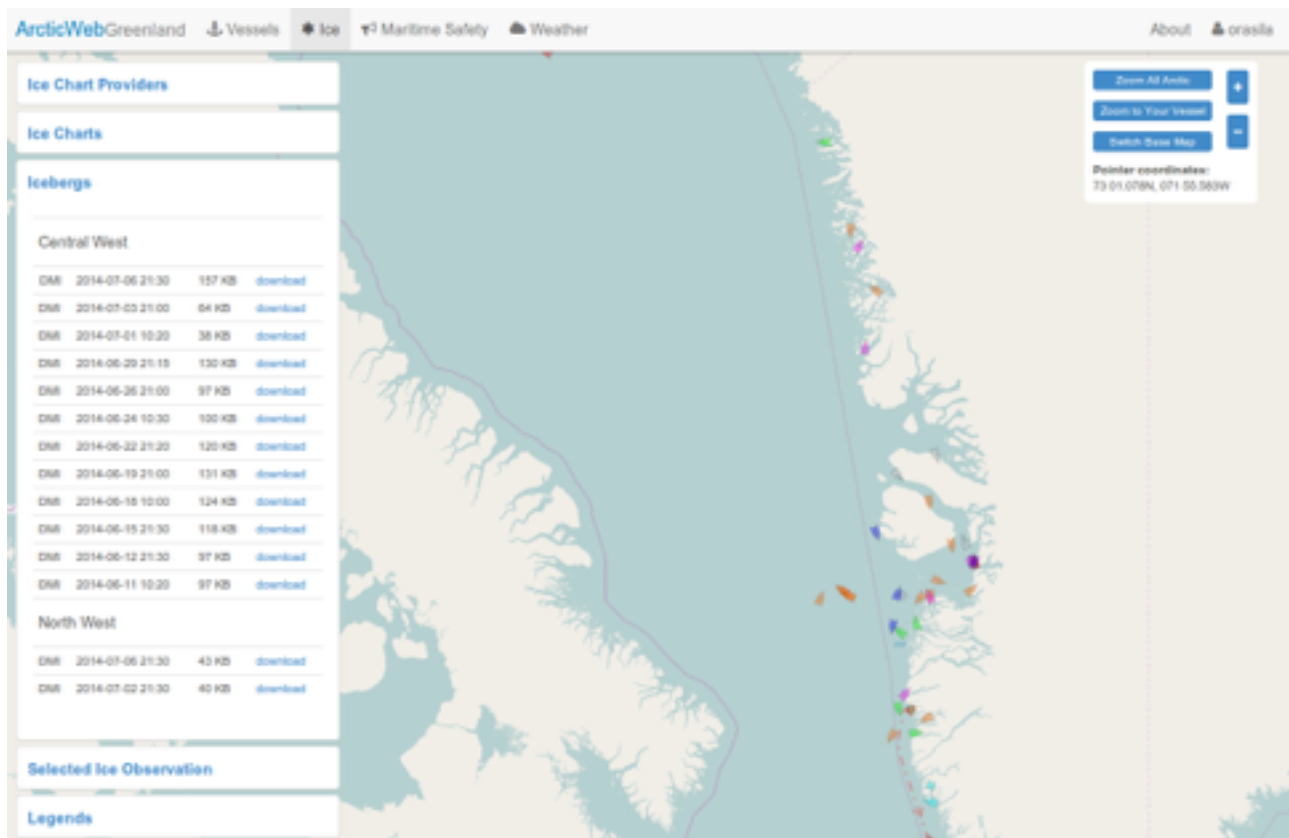 ArcticWebGreenland Vessels Ice Maritime Safety Weather About orasila
Ice Chart Providers
Ice Charts
Icebergs
Central West
DMI 2014-07-06 21:30 157 KB download
DMI 2014-07-03 21:00 64 KB download
DMI 2014-07-01 10:20 38 KB download
DMI 2014-06-29 21:15 130 KB download
DMI 2014-06-26 21:00 97 KB download
DMI 2014-06-24 10:30 100 KB download
DMI 2014-06-22 21:20 120 KB download
DMI 2014-06-19 21:00 131 KB download
DMI 2014-06-18 10:00 124 KB download
DMI 2014-06-15 21:30 118 KB download
DMI 2014-06-12 21:30 97 KB download
DMI 2014-06-11 10:20 97 KB download
North West
DMI 2014-07-06 21:30 43 KB download
DMI 2014-07-02 21:30 40 KB download
Selected Ice Observation
Legends
Zoom All Arctic +
Zoom to Your Vessel
Switch Base Map -
Pointer coordinates:
73 01.078N, 071 55.583W